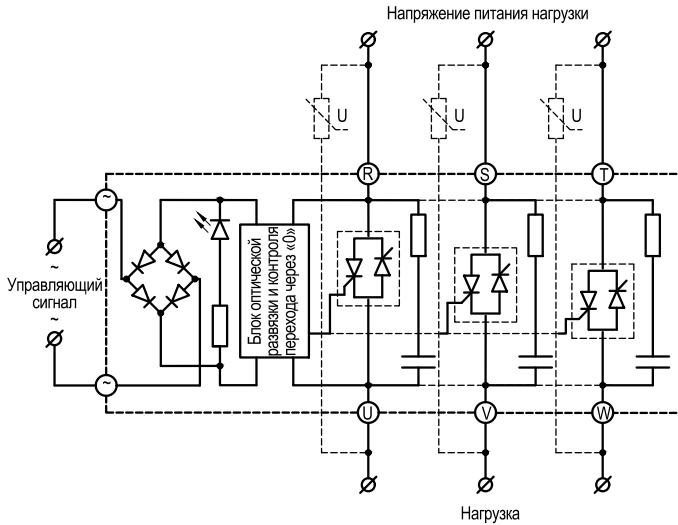 Напряжение питания нагрузки
U U U
R S T
~
~
Управляющий
сигнал
~
~
Блок оптической
развязки и контроля
перехода через «0»
U V W
Нагрузка